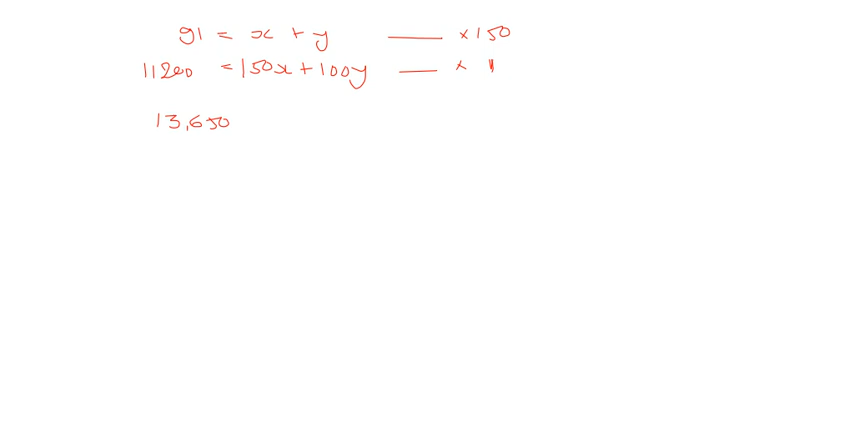 91 = x + y —— × 150
11200 = 150x + 100y — × 1
13,650